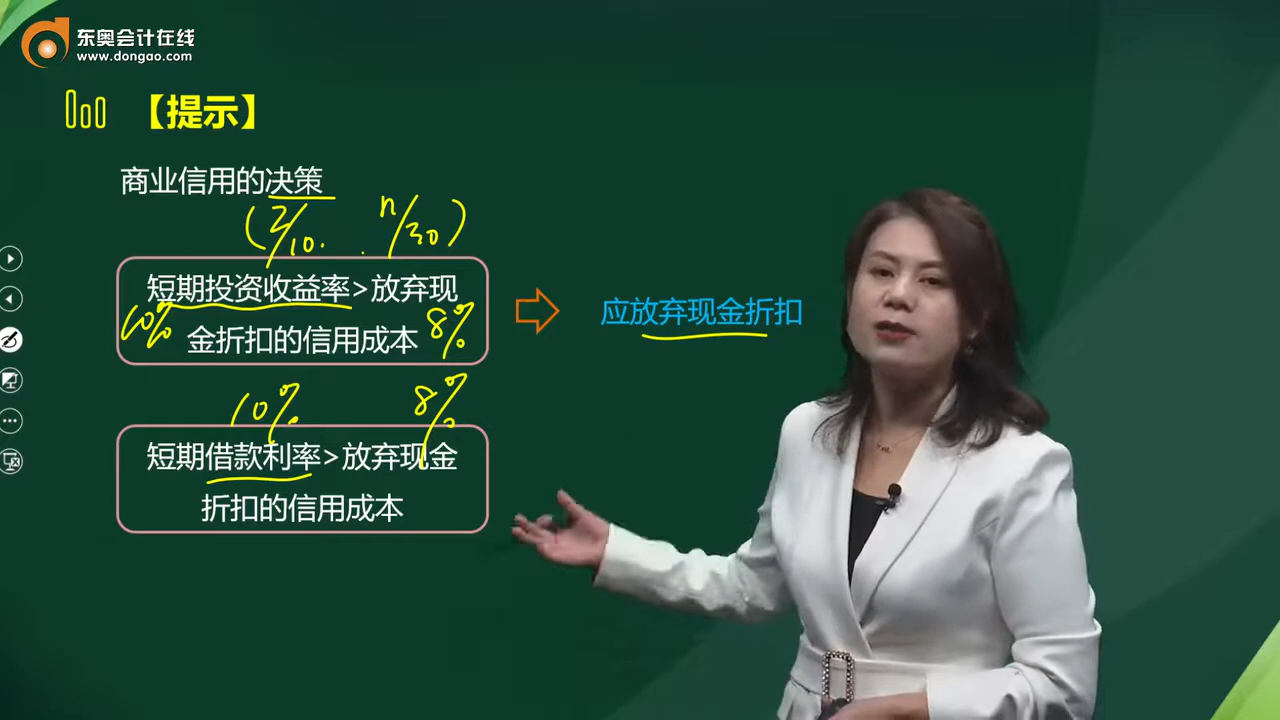 东奥会计在线
www.dongao.com
【提示】
商业信用的决策
(2/10. n/30)
短期投资收益率>放弃现
金折扣的信用成本
10%
8%
应放弃现金折扣
10%
8%
短期借款利率>放弃现金
折扣的信用成本